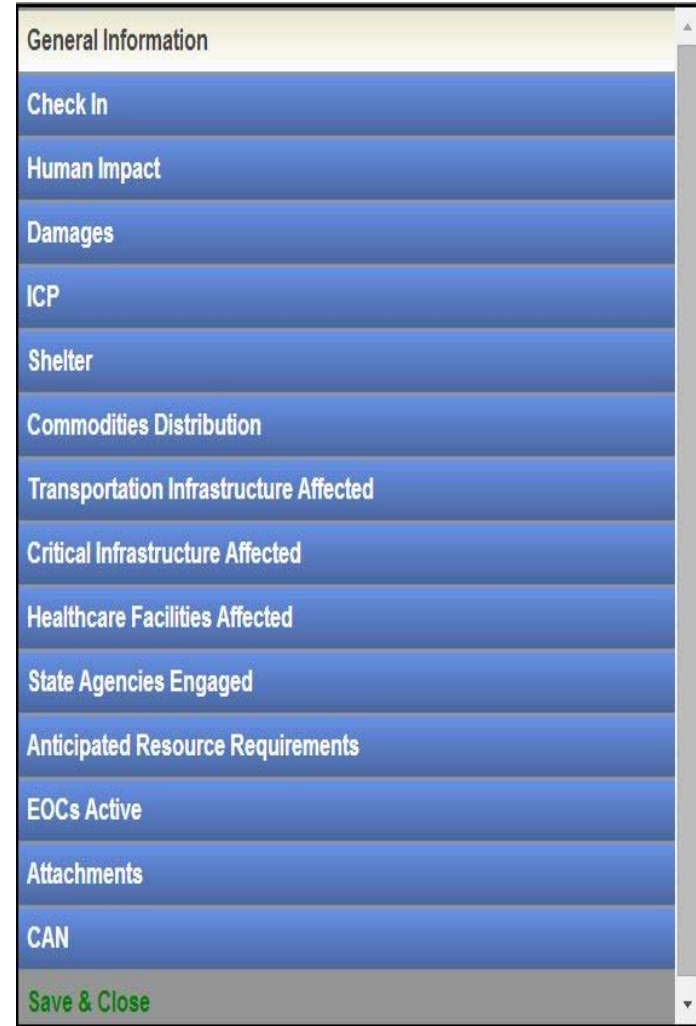 General Information
Check In
Human Impact
Damages
ICP
Shelter
Commodities Distribution
Transportation Infrastructure Affected
Critical Infrastructure Affected
Healthcare Facilities Affected
State Agencies Engaged
Anticipated Resource Requirements
EOCs Active
Attachments
CAN
Save & Close